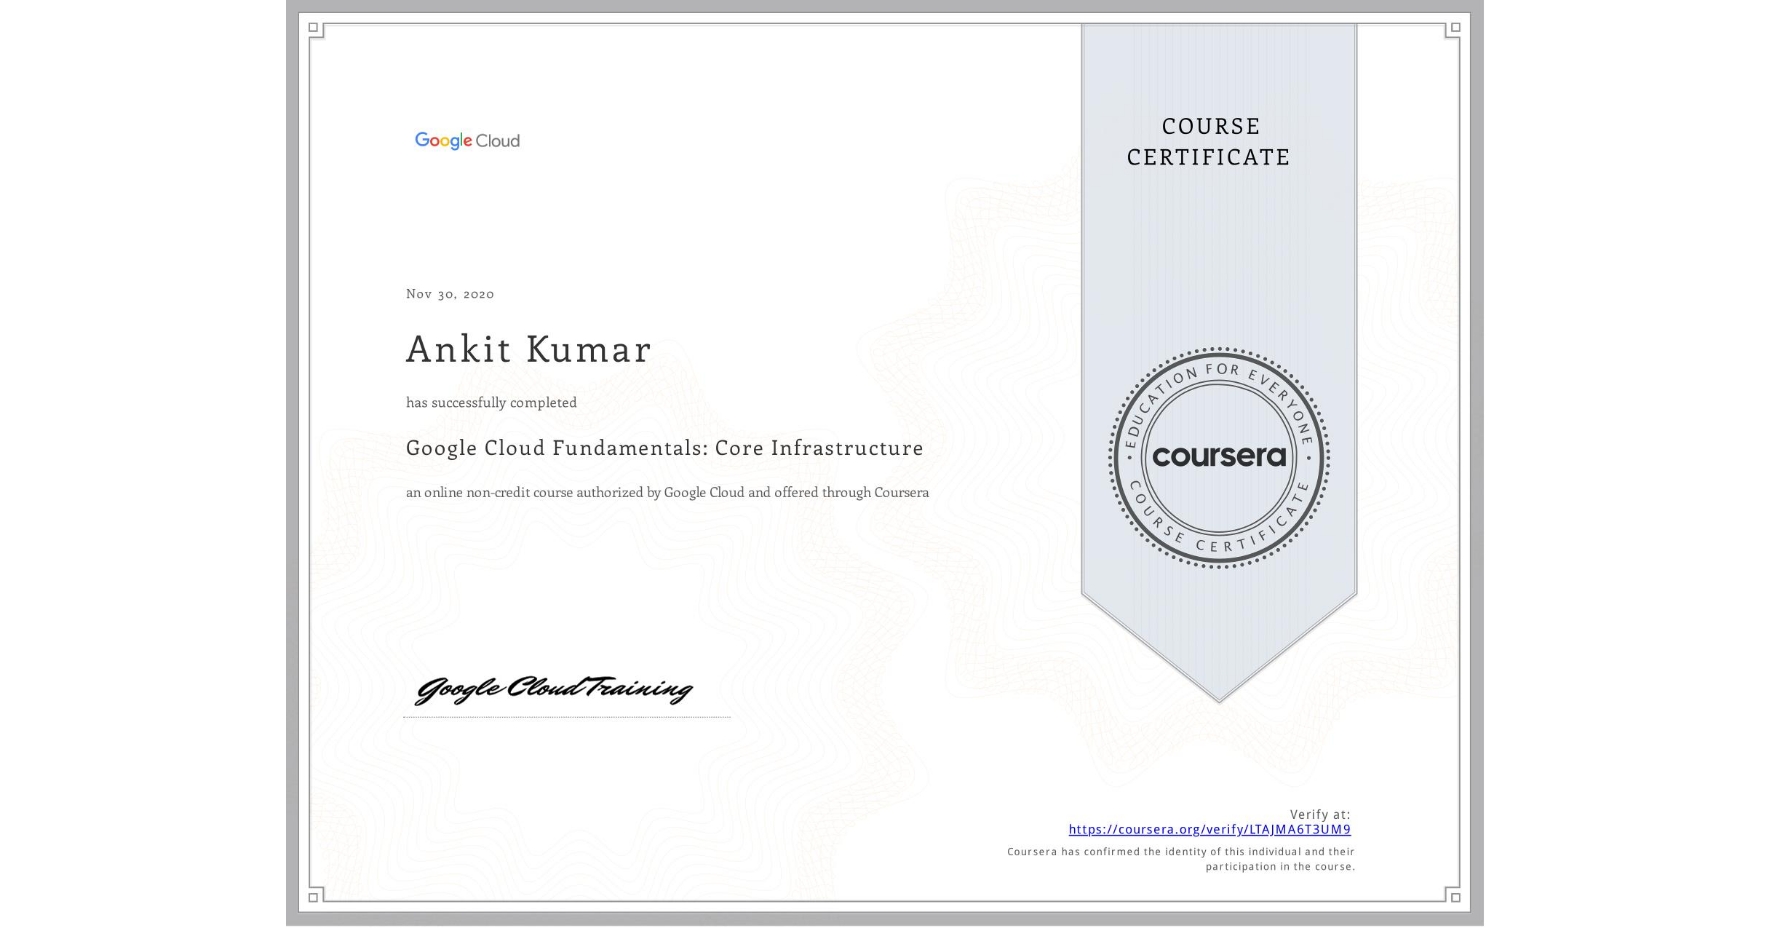 Google Cloud
COURSE
CERTIFICATE
Nov 30, 2020
Ankit Kumar
has successfully completed
Google Cloud Fundamentals: Core Infrastructure
an online non-credit course authorized by Google Cloud and offered through Coursera
EDUCATION FOR EVERYONE
coursera
COURSE CERTIFICATE
Google Cloud Training
Verify at:
https://coursera.org/verify/LTAJMA6T3UM9
Coursera has confirmed the identity of this individual and their
participation in the course.